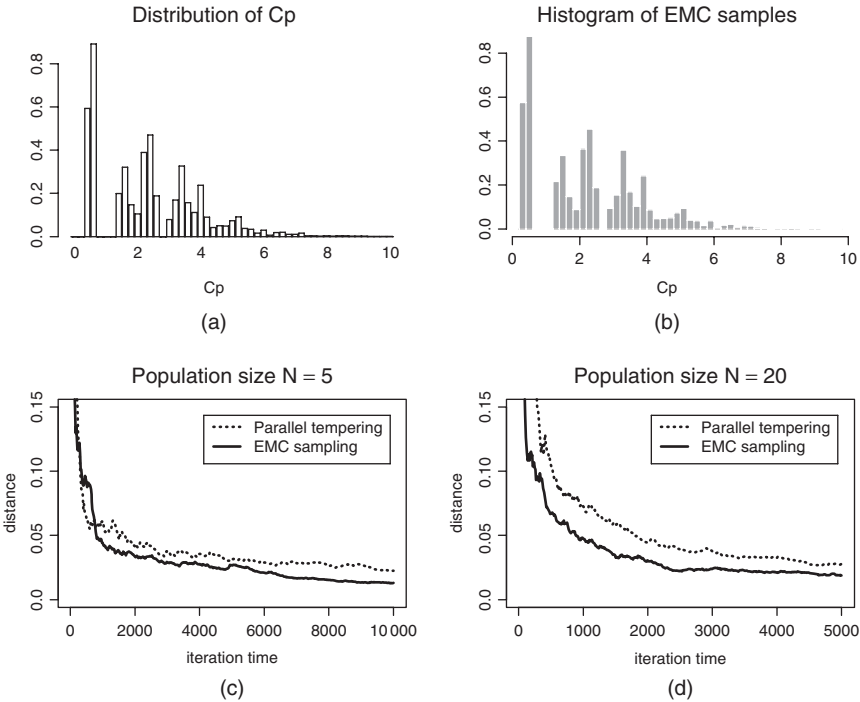 Distribution of Cp
0.8
0.6
0.4
0.2
0.0
0 2 4 6 8 10
Cp
(a)
Histogram of EMC samples
0.8
0.6
0.4
0.2
0.0
0 2 4 6 8 10
Cp
(b)
Population size N = 5
0.15
0.10
0.05
0.0
distance
Parallel tempering
EMC sampling
0 2000 4000 6000 8000 10 000
iteration time
(c)
Population size N = 20
0.15
0.10
0.05
0.0
distance
Parallel tempering
EMC sampling
0 1000 2000 3000 4000 5000
iteration time
(d)